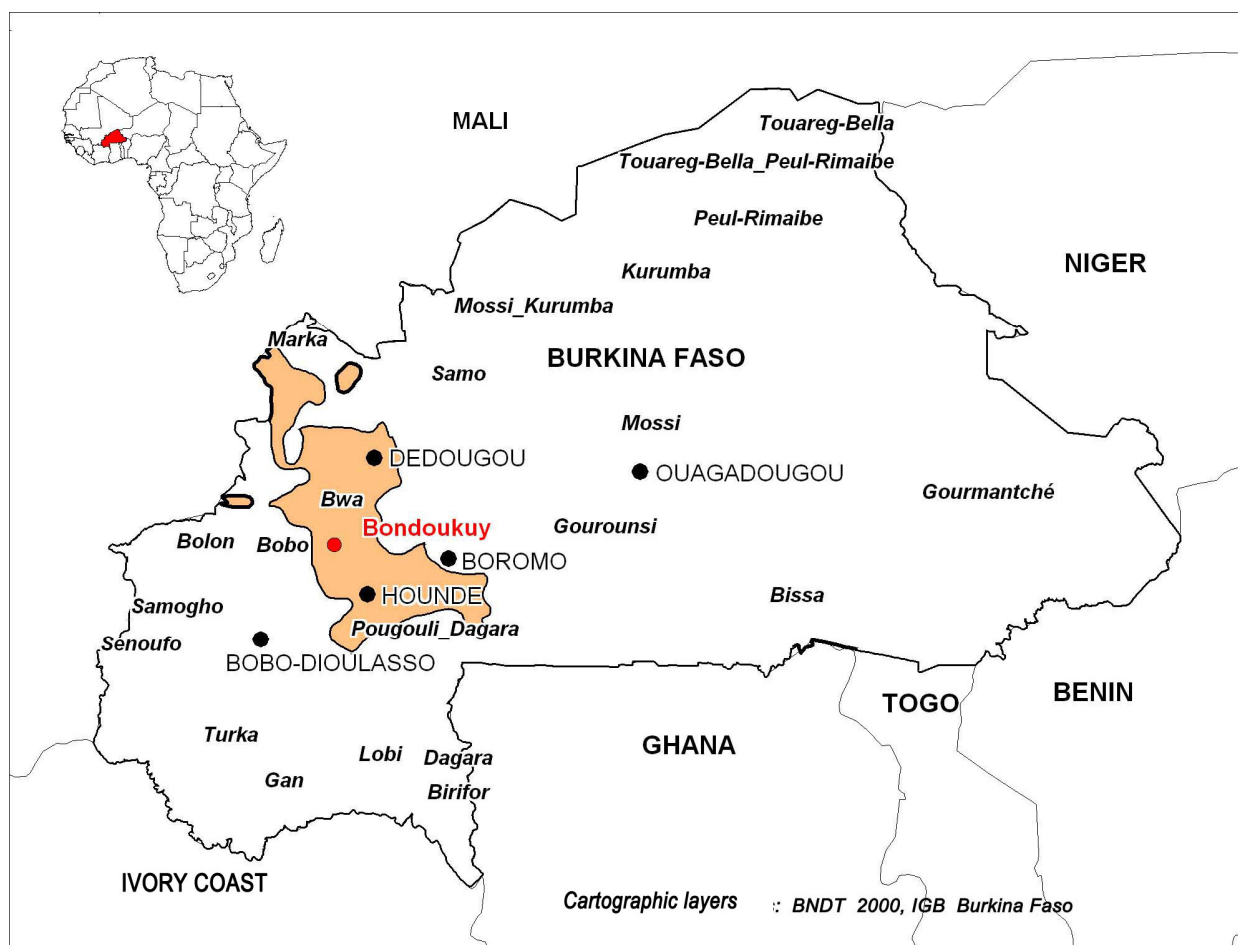 MALI
Touareg-Bella
Touareg-Bella_Peul-Rimaibe
Peul-Rimaibe
Kurumba
NIGER
Mossi_Kurumba
Marka
BURKINA FASO
Samo
Mossi
DEDOUGOU
OUAGADOUGOU
Gourmantché
Bwa
Bondoukuy
Gourounsi
Bolon
Bobo
BOROMO
HOUNDE
Bissa
Samogho
Pougouli_Dagara
Senoufo
BOBO-DIOULASSO
BENIN
TOGO
Turka
GHANA
Lobi
Dagara
Gan
Birifor
IVORY COAST
Cartographic layers : BNDT 2000, IGB Burkina Faso